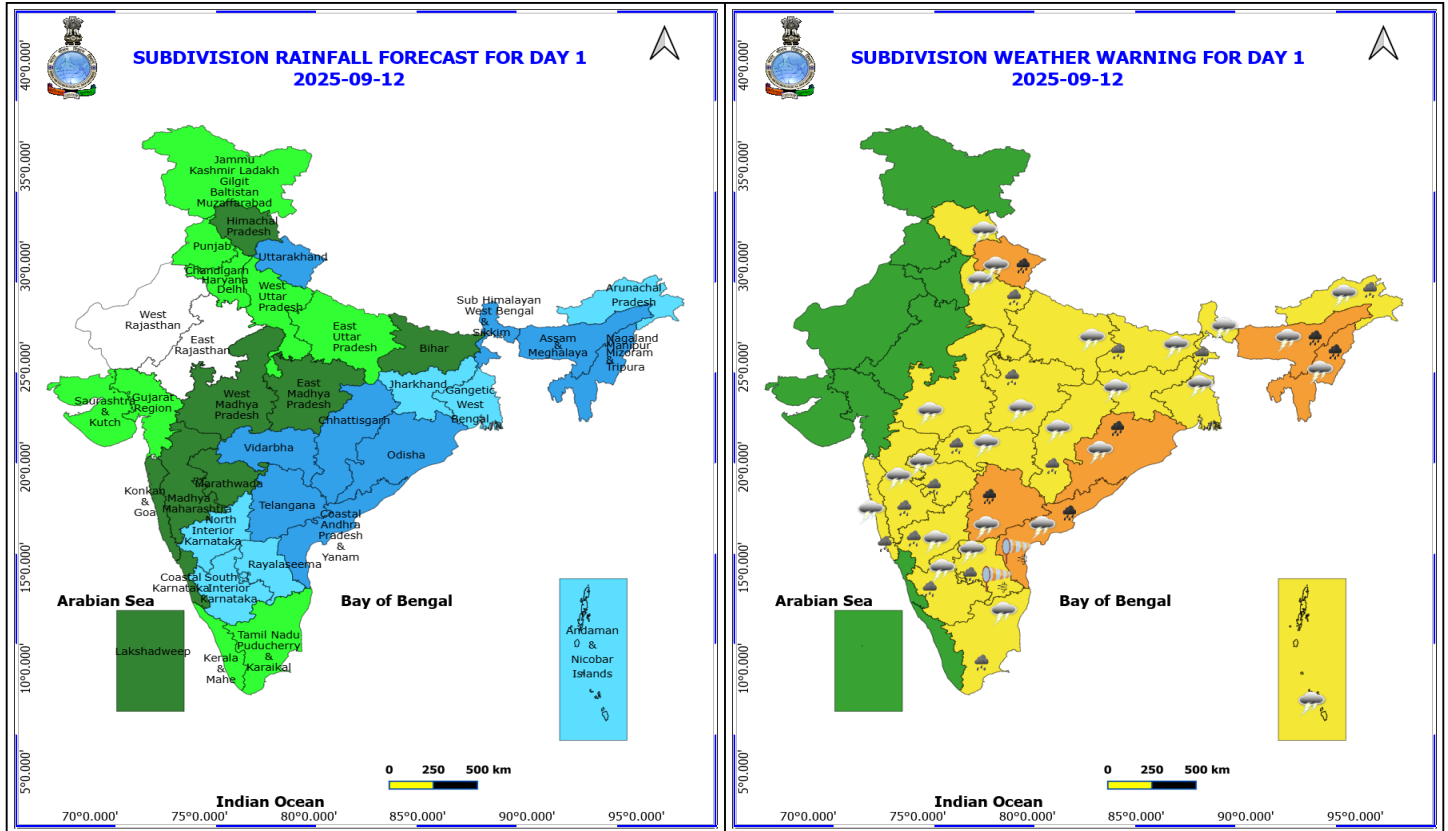 SUBDIVISION RAINFALL FORECAST FOR DAY 1
2025-09-12
40°0.000'
35°0.000'
30°0.000'
25°0.000'
20°0.000'
15°0.000'
10°0.000'
5°0.000'
Jammu
Kashmir Ladakh
Gilgit
Baltistan
Muzaffarabad
Himachal
Pradesh
Punjab
Uttarakhand
Chandigarh
Haryana
Delhi
West
Uttar
Pradesh
West
Rajasthan
East
Rajasthan
East
Uttar
Pradesh
Bihar
Sub Himalayan
West Bengal
&
Sikkim
Arunachal
Pradesh
Assam
&
Meghalaya
Nagaland
Manipur
Mizoram
&
Tripura
Saurashtra
&
Kutch
Gujarat
Region
West
Madhya
Pradesh
East
Madhya
Pradesh
Jharkhand
Gangetic
West
Bengal
Chhattisgarh
Vidarbha
Odisha
Konkan
&
Goa
Madhya
Maharashtra
Marathwada
Telangana
North
Interior
Karnataka
Coastal
Andhra
Pradesh
&
Yanam
Rayalaseema
Coastal
Karnataka
South
Interior
Karnataka
Arabian Sea
Bay of Bengal
Lakshadweep
Kerala
&
Mahe
Tamil Nadu
Puducherry
&
Karaikal
Andaman
&
Nicobar
Islands
0 250 500 km
Indian Ocean
70°0.000' 75°0.000' 80°0.000' 85°0.000' 90°0.000' 95°0.000'
SUBDIVISION WEATHER WARNING FOR DAY 1
2025-09-12
40°0.000'
35°0.000'
30°0.000'
25°0.000'
20°0.000'
15°0.000'
10°0.000'
5°0.000'
Arabian Sea
Bay of Bengal
0 250 500 km
Indian Ocean
70°0.000' 75°0.000' 80°0.000' 85°0.000' 90°0.000' 95°0.000'